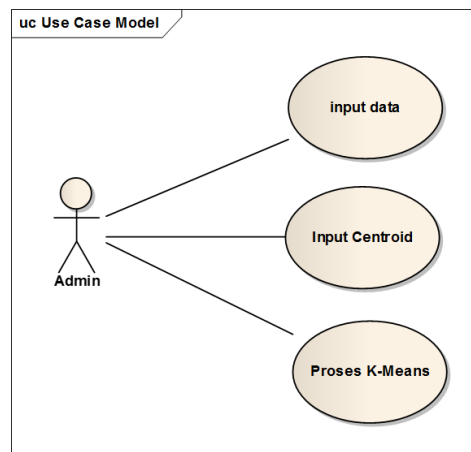 uc Use Case Model
input data
Input Centroid
Admin
Proses K-Means